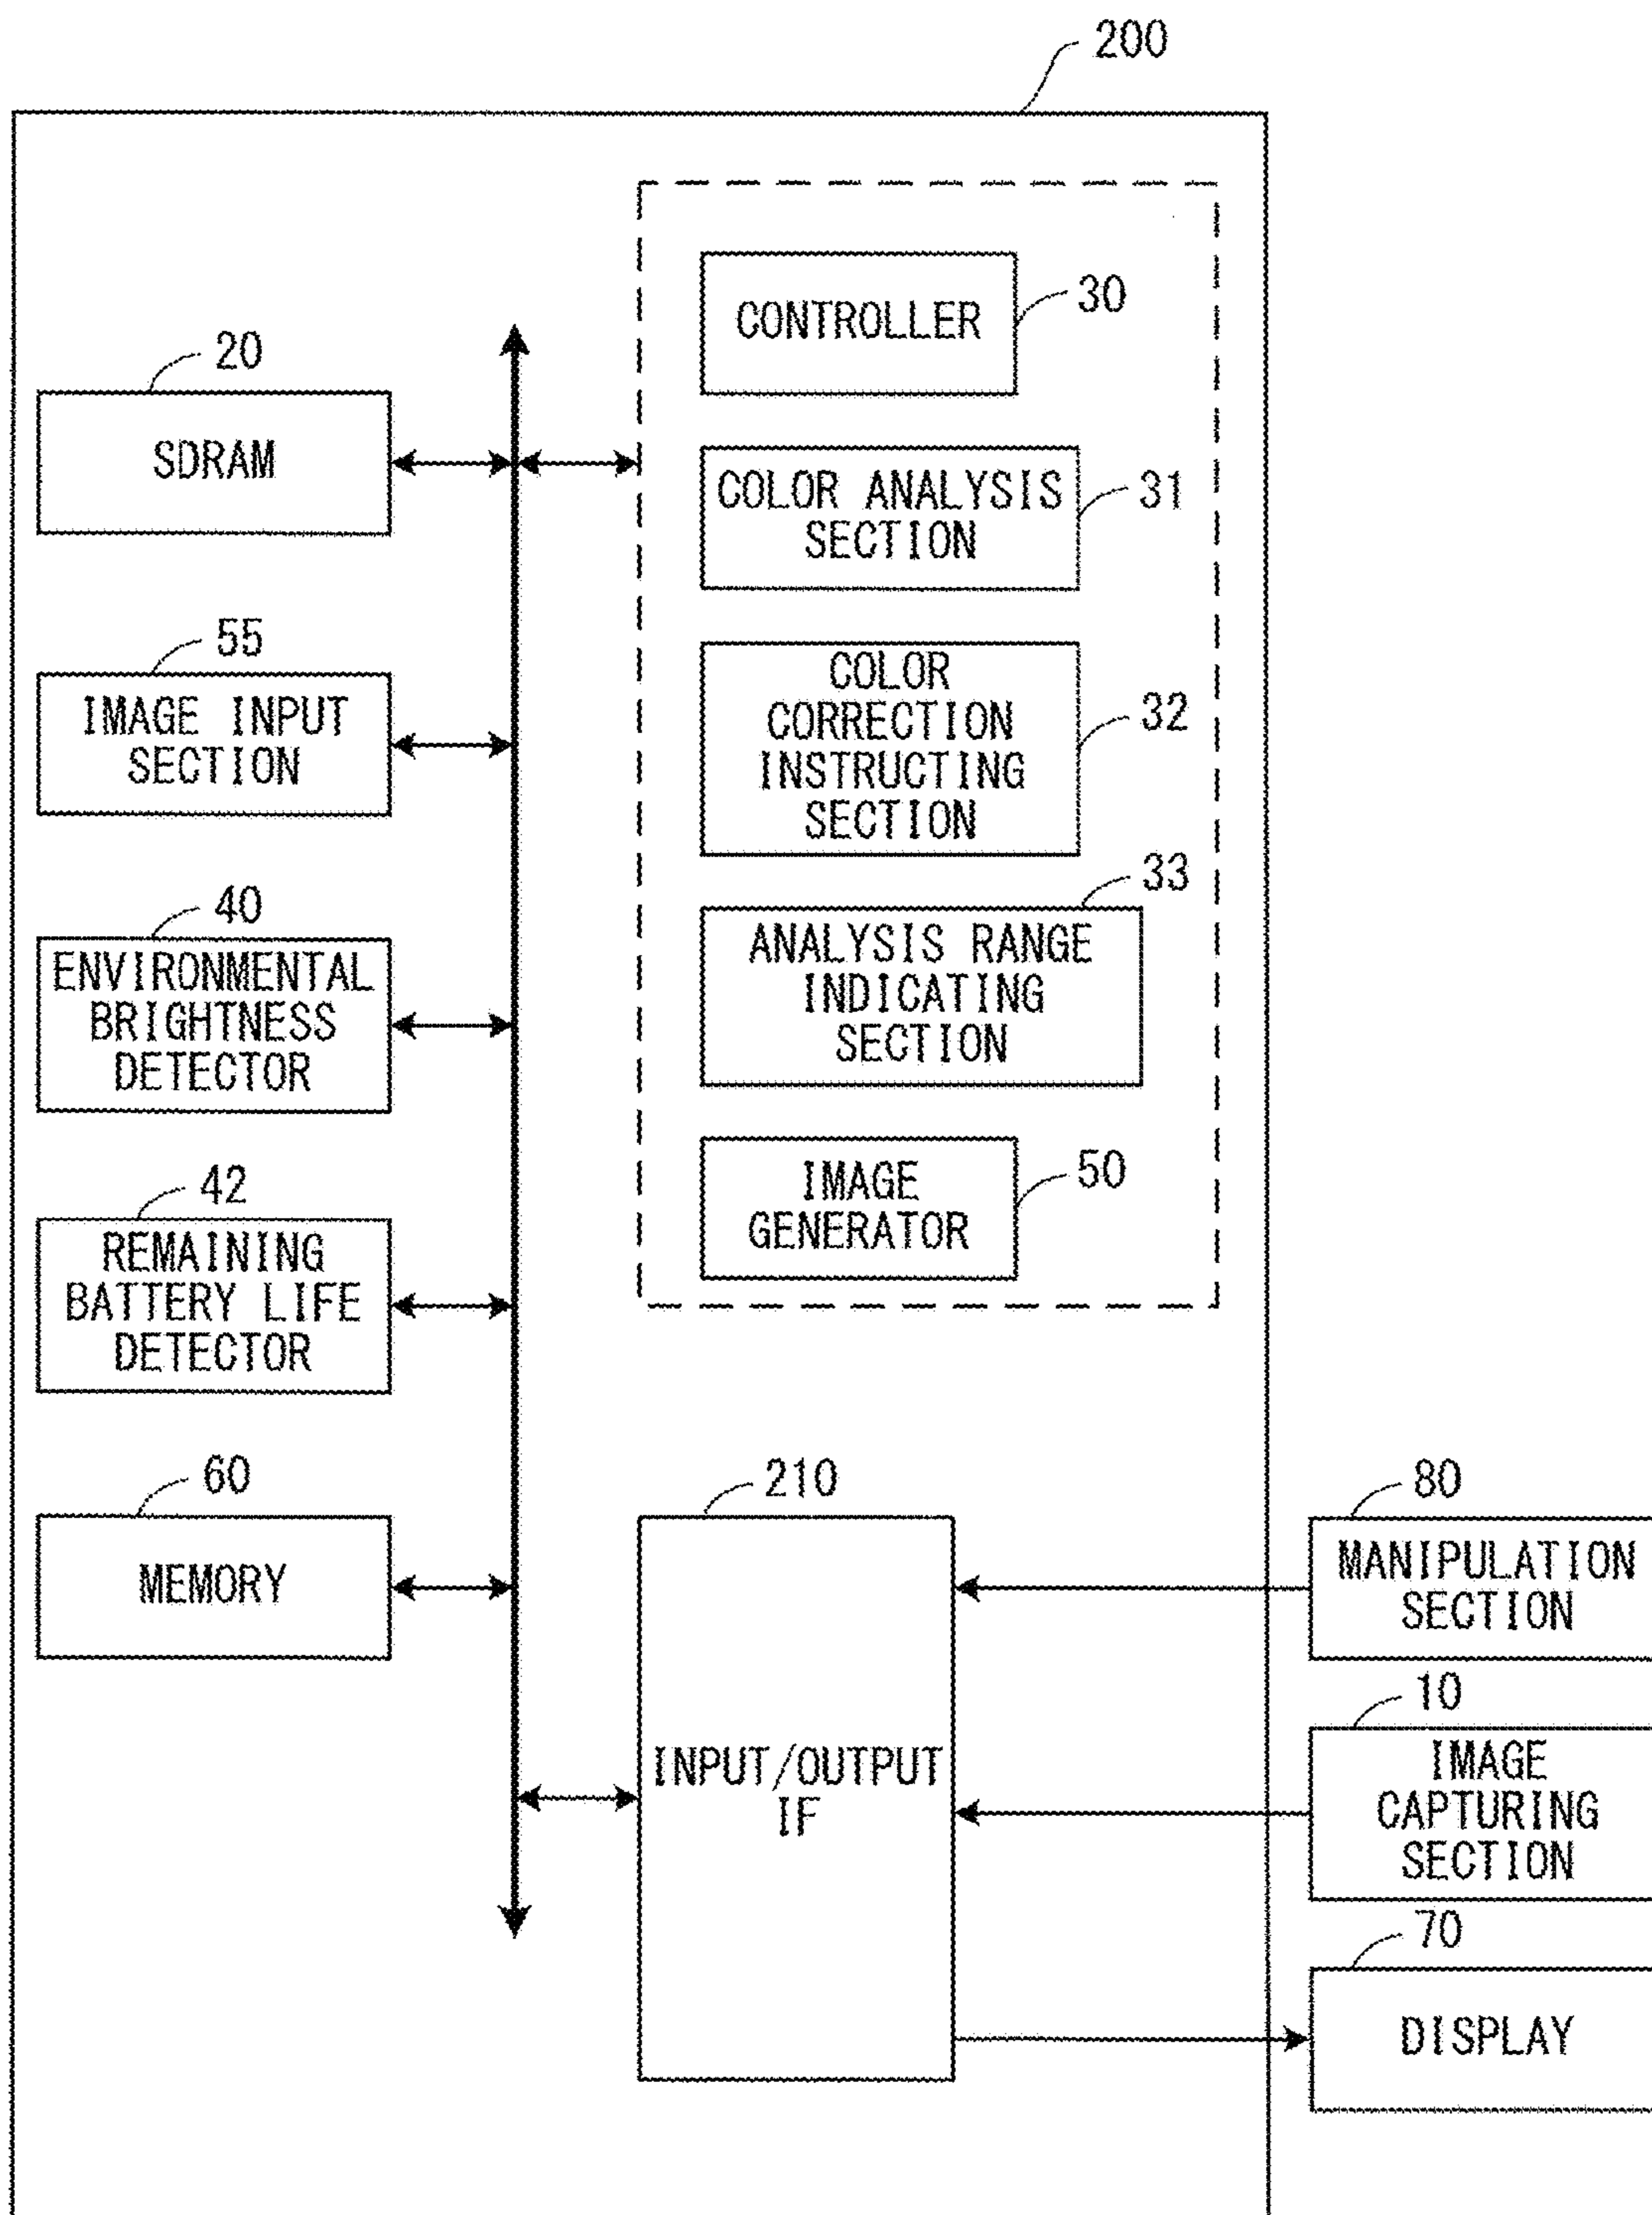 200
30
CONTROLLER
20
SDRAM
COLOR ANALYSIS
SECTION
31
55
IMAGE INPUT
SECTION
COLOR
CORRECTION
INSTRUCTING
SECTION
32
33
ANALYSIS RANGE
INDICATING
SECTION
40
ENVIRONMENTAL
BRIGHTNESS
DETECTOR
50
IMAGE
GENERATOR
42
REMAINING
BATTERY LIFE
DETECTOR
60
MEMORY
210
INPUT/OUTPUT
IF
80
MANIPULATION
SECTION
10
IMAGE
CAPTURING
SECTION
70
DISPLAY